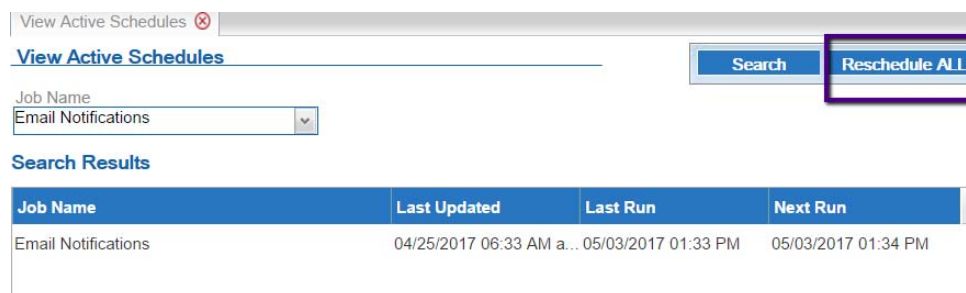 View Active Schedules
View Active Schedules
Search Reschedule ALL
Job Name
Email Notifications
Search Results
Job Name Last Updated Last Run Next Run
Email Notifications 04/25/2017 06:33 AM a... 05/03/2017 01:33 PM 05/03/2017 01:34 PM